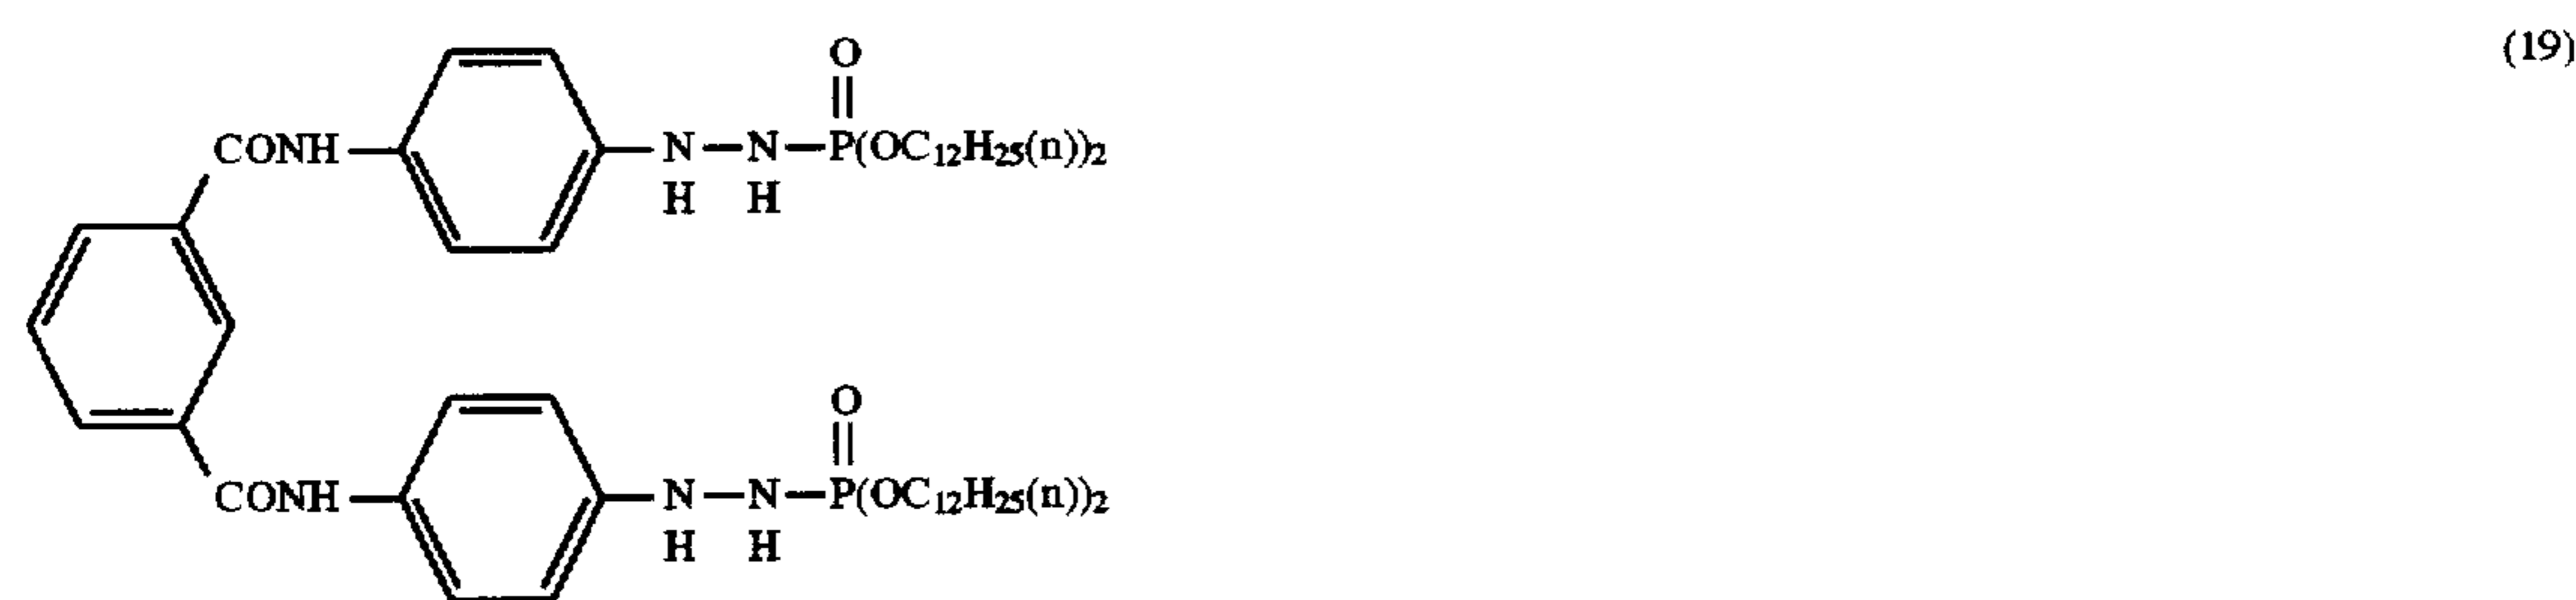 O (19)
CONH N—N—P(OC₁₂H₂₅(n))₂
H H
O
CONH N—N—P(OC₁₂H₂₅(n))₂
H H